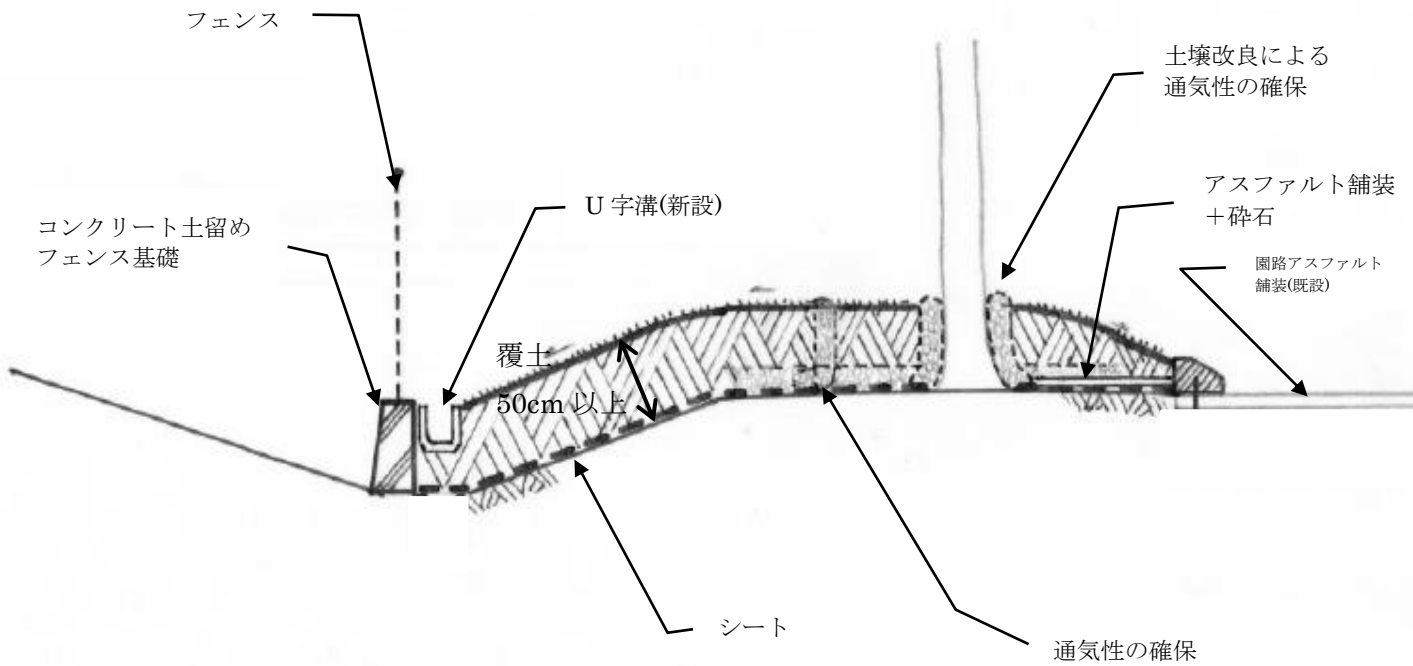 フェンス
土壌改良による
通気性の確保
アスファルト舗装
＋砕石
U 字溝(新設)
コンクリート土留め
フェンス基礎
園路アスファルト
舗装(既設)
覆土
50cm 以上
シート
通気性の確保